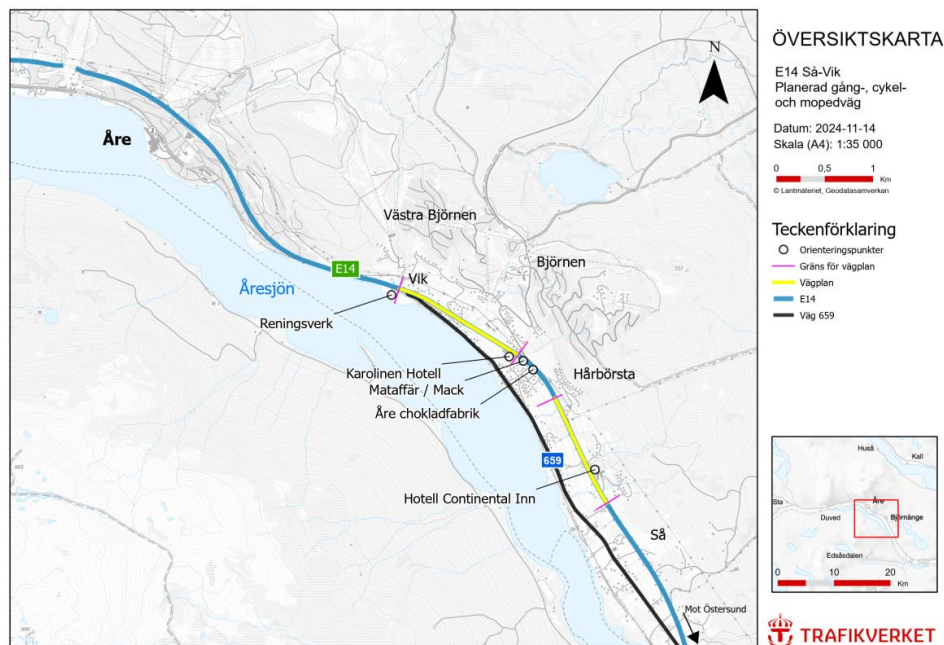 ÖVERSIKTSKARTA
E14 Så-Vik
Planerad gång-, cykel-
och mopedväg
Datum: 2024-11-14
Skala (A4): 1:35 000
0 0,5 1
Km
© Lantmäteriet, Geodatasamverkan
Teckenförklaring
Orienteringspunkter
Gräns för vägplan
Vägplan
E14
Väg 659
N
Åre
Västra Björnen
Björnen
E14
Vik
Åresjön
Reningsverk
Karolinen Hotell
Mataffär / Mack
Hårbörsta
Åre chokladfabrik
659
Hotell Continental Inn
Så
Mot Östersund
Huså
Kall
Sta
Åre
Duved
Björnänge
Edsåsdalen
0 10 20
Km
TRAFIKVERKET